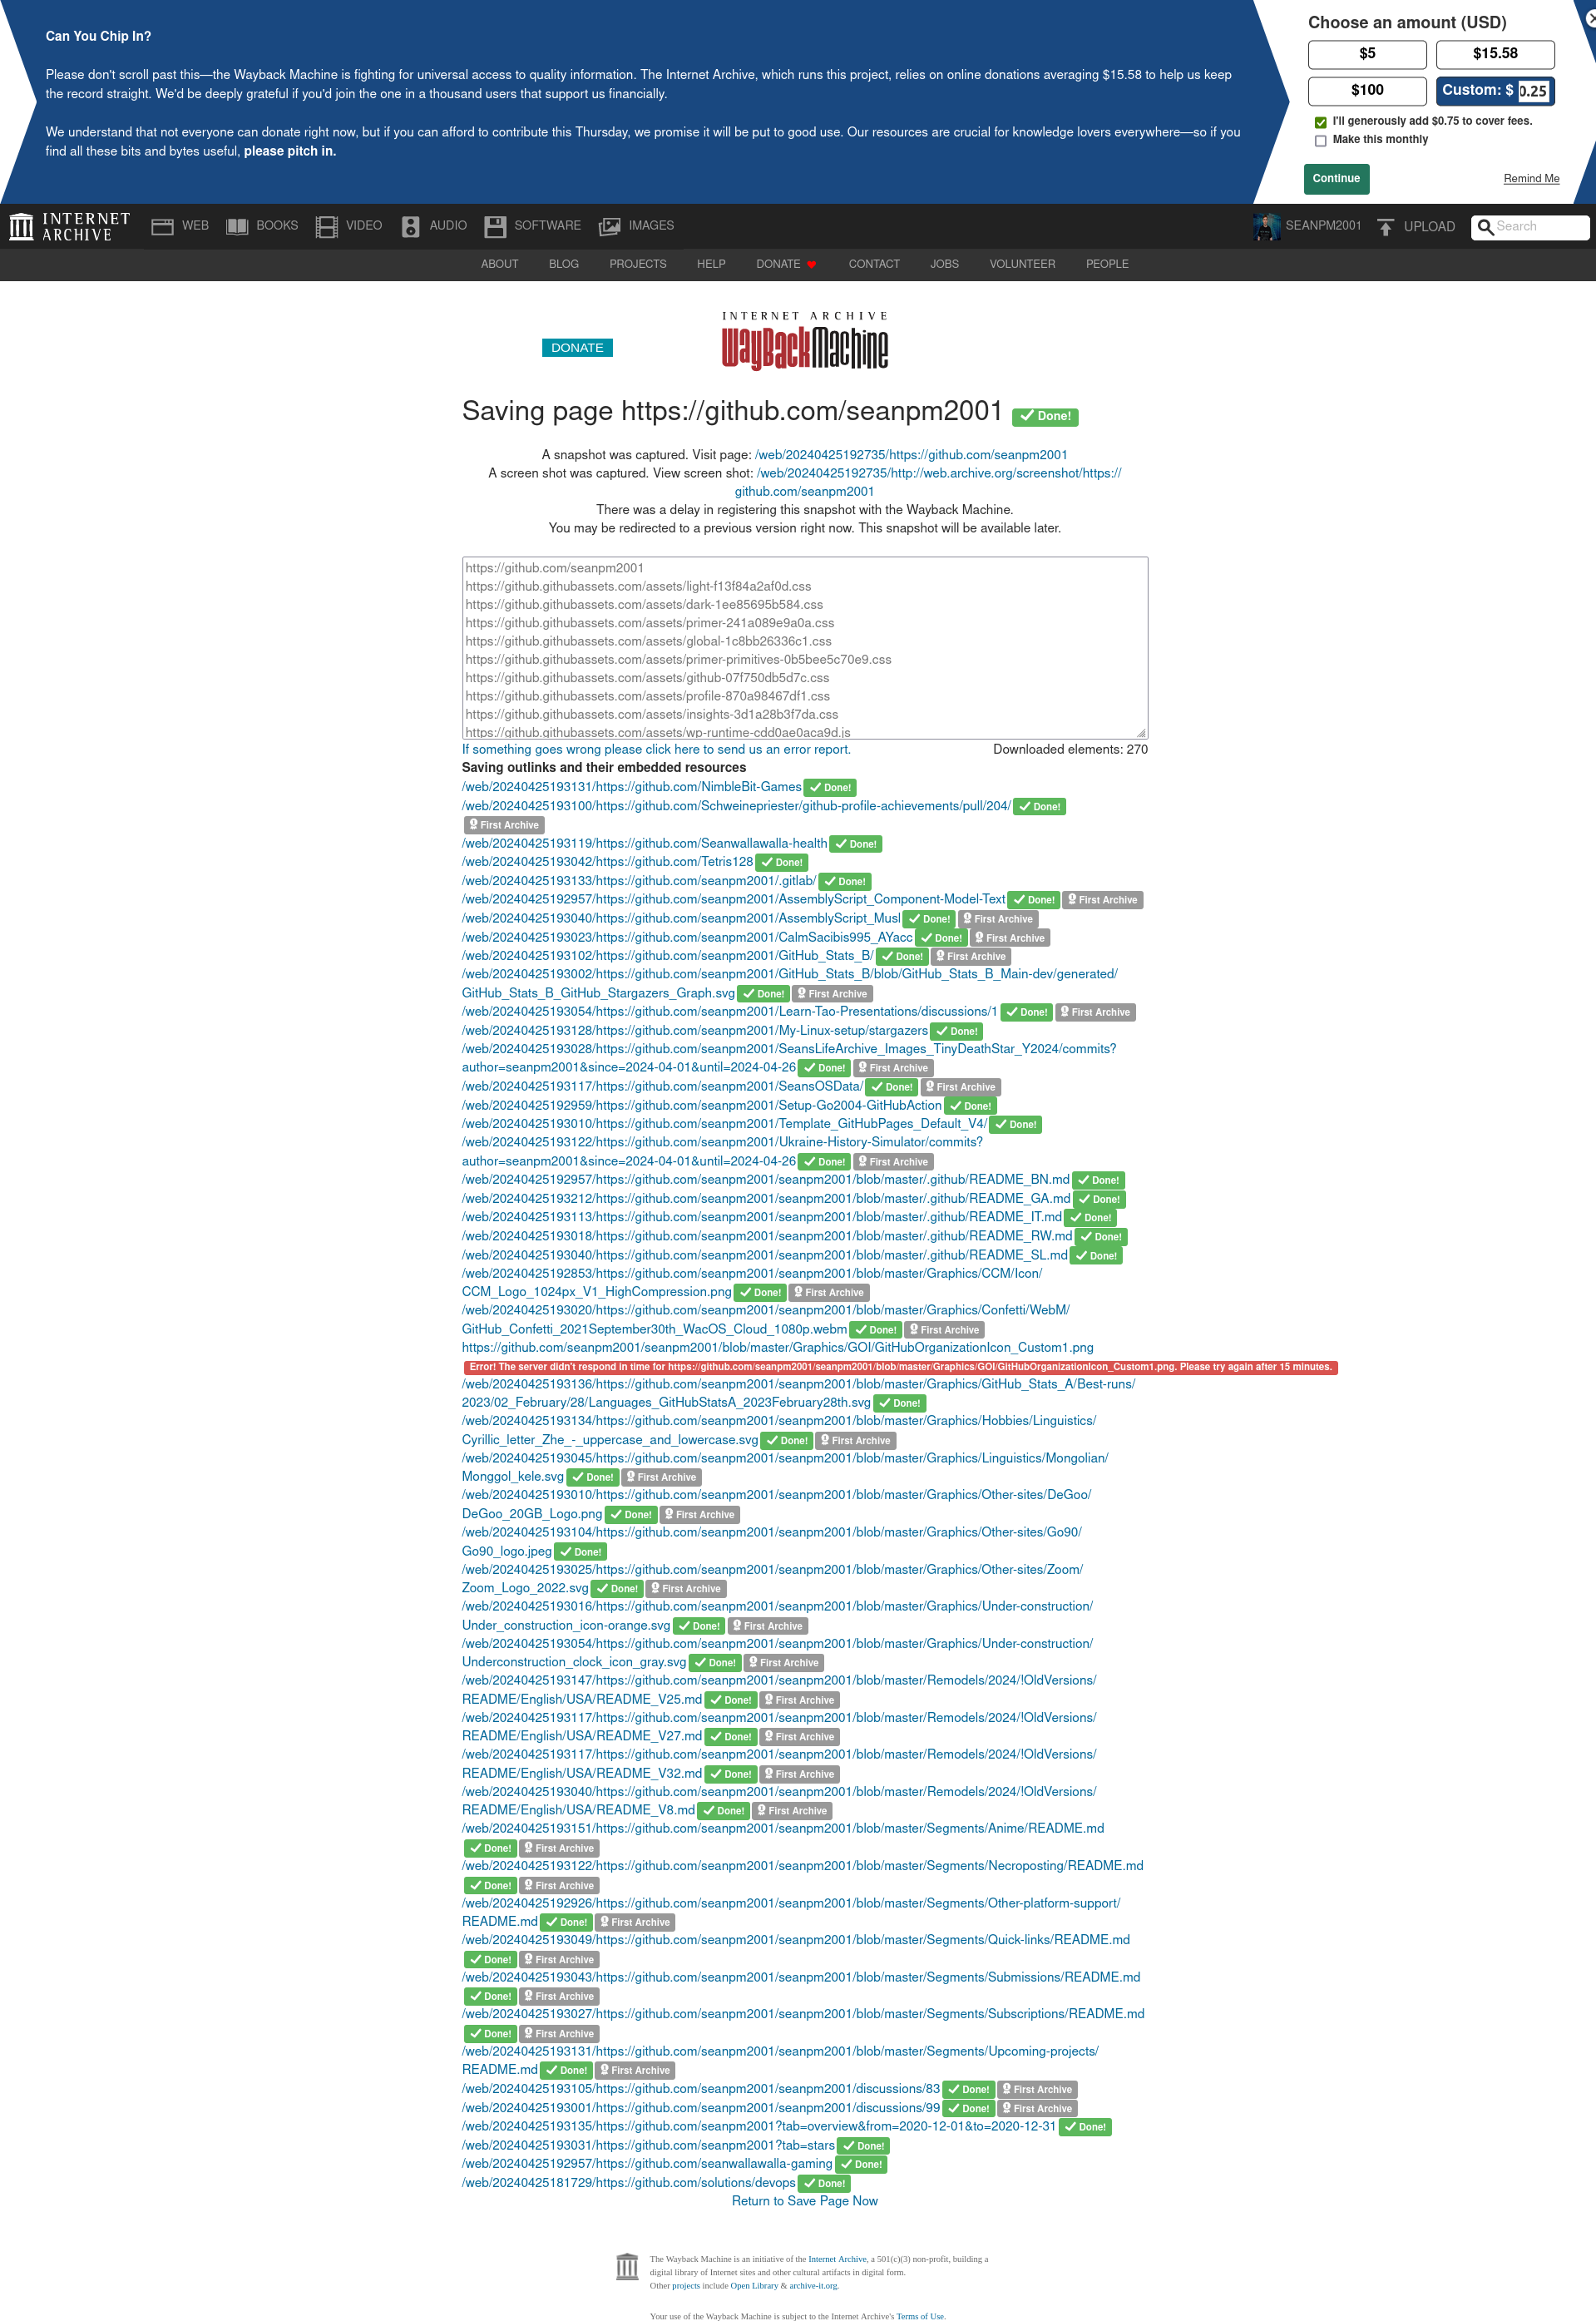 Can You Chip In?
Please don't scroll past this—the Wayback Machine is fighting for universal access to quality information. The Internet Archive, which runs this project, relies on online donations averaging $15.58 to help us keep
the record straight. We'd be deeply grateful if you'd join the one in a thousand users that support us financially.
We understand that not everyone can donate right now, but if you can afford to contribute this Thursday, we promise it will be put to good use. Our resources are crucial for knowledge lovers everywhere—so if you
find all these bits and bytes useful, please pitch in.
Choose an amount (USD)
$5 $15.58
$100 Custom: $ 0.25
I'll generously add $0.75 to cover fees.
Make this monthly
Continue Remind Me
INTERNET ARCHIVE WEB BOOKS VIDEO AUDIO SOFTWARE IMAGES SEANPM2001 UPLOAD Search
ABOUT BLOG PROJECTS HELP DONATE CONTACT JOBS VOLUNTEER PEOPLE
INTERNET ARCHIVE
DONATE WayBackMachine
Saving page https://github.com/seanpm2001 Done!
A snapshot was captured. Visit page: /web/20240425192735/https://github.com/seanpm2001
A screen shot was captured. View screen shot: /web/20240425192735/http://web.archive.org/screenshot/https://
github.com/seanpm2001
There was a delay in registering this snapshot with the Wayback Machine.
You may be redirected to a previous version right now. This snapshot will be available later.
https://github.com/seanpm2001
https://github.githubassets.com/assets/light-f13f84a2af0d.css
https://github.githubassets.com/assets/dark-1ee85695b584.css
https://github.githubassets.com/assets/primer-241a089e9a0a.css
https://github.githubassets.com/assets/global-1c8bb26336c1.css
https://github.githubassets.com/assets/primer-primitives-0b5bee5c70e9.css
https://github.githubassets.com/assets/github-07f750db5d7c.css
https://github.githubassets.com/assets/profile-870a98467df1.css
https://github.githubassets.com/assets/insights-3d1a28b3f7da.css
https://github.githubassets.com/assets/wp-runtime-cdd0ae0aca9d.js
If something goes wrong please click here to send us an error report. Downloaded elements: 270
Saving outlinks and their embedded resources
/web/20240425193131/https://github.com/NimbleBit-Games Done!
/web/20240425193100/https://github.com/Schweinepriester/github-profile-achievements/pull/204/ Done!
First Archive
/web/20240425193119/https://github.com/Seanwallawalla-health Done!
/web/20240425193042/https://github.com/Tetris128 Done!
/web/20240425193133/https://github.com/seanpm2001/.gitlab/ Done!
/web/20240425192957/https://github.com/seanpm2001/AssemblyScript_Component-Model-Text Done! First Archive
/web/20240425193040/https://github.com/seanpm2001/AssemblyScript_Musl Done! First Archive
/web/20240425193023/https://github.com/seanpm2001/CalmSacibis995_AYacc Done! First Archive
/web/20240425193102/https://github.com/seanpm2001/GitHub_Stats_B/ Done! First Archive
/web/20240425193002/https://github.com/seanpm2001/GitHub_Stats_B/blob/GitHub_Stats_B_Main-dev/generated/
GitHub_Stats_B_GitHub_Stargazers_Graph.svg Done! First Archive
/web/20240425193054/https://github.com/seanpm2001/Learn-Tao-Presentations/discussions/1 Done! First Archive
/web/20240425193128/https://github.com/seanpm2001/My-Linux-setup/stargazers Done!
/web/20240425193028/https://github.com/seanpm2001/SeansLifeArchive_Images_TinyDeathStar_Y2024/commits?
author=seanpm2001&since=2024-04-01&until=2024-04-26 Done! First Archive
/web/20240425193117/https://github.com/seanpm2001/SeansOSData/ Done! First Archive
/web/20240425192959/https://github.com/seanpm2001/Setup-Go2004-GitHubAction Done!
/web/20240425193010/https://github.com/seanpm2001/Template_GitHubPages_Default_V4/ Done!
/web/20240425193122/https://github.com/seanpm2001/Ukraine-History-Simulator/commits?
author=seanpm2001&since=2024-04-01&until=2024-04-26 Done! First Archive
/web/20240425192957/https://github.com/seanpm2001/seanpm2001/blob/master/.github/README_BN.md Done!
/web/20240425193212/https://github.com/seanpm2001/seanpm2001/blob/master/.github/README_GA.md Done!
/web/20240425193113/https://github.com/seanpm2001/seanpm2001/blob/master/.github/README_IT.md Done!
/web/20240425193018/https://github.com/seanpm2001/seanpm2001/blob/master/.github/README_RW.md Done!
/web/20240425193040/https://github.com/seanpm2001/seanpm2001/blob/master/.github/README_SL.md Done!
/web/20240425192853/https://github.com/seanpm2001/seanpm2001/blob/master/Graphics/CCM/Icon/
CCM_Logo_1024px_V1_HighCompression.png Done! First Archive
/web/20240425193020/https://github.com/seanpm2001/seanpm2001/blob/master/Graphics/Confetti/WebM/
GitHub_Confetti_2021September30th_WacOS_Cloud_1080p.webm Done! First Archive
https://github.com/seanpm2001/seanpm2001/blob/master/Graphics/GOI/GitHubOrganizationIcon_Custom1.png
Error! The server didn't respond in time for https://github.com/seanpm2001/seanpm2001/blob/master/Graphics/GOI/GitHubOrganizationIcon_Custom1.png. Please try again after 15 minutes.
/web/20240425193136/https://github.com/seanpm2001/seanpm2001/blob/master/Graphics/GitHub_Stats_A/Best-runs/
2023/02_February/28/Languages_GitHubStatsA_2023February28th.svg Done!
/web/20240425193134/https://github.com/seanpm2001/seanpm2001/blob/master/Graphics/Hobbies/Linguistics/
Cyrillic_letter_Zhe_-_uppercase_and_lowercase.svg Done! First Archive
/web/20240425193045/https://github.com/seanpm2001/seanpm2001/blob/master/Graphics/Linguistics/Mongolian/
Monggol_kele.svg Done! First Archive
/web/20240425193010/https://github.com/seanpm2001/seanpm2001/blob/master/Graphics/Other-sites/DeGoo/
DeGoo_20GB_Logo.png Done! First Archive
/web/20240425193104/https://github.com/seanpm2001/seanpm2001/blob/master/Graphics/Other-sites/Go90/
Go90_logo.jpeg Done!
/web/20240425193025/https://github.com/seanpm2001/seanpm2001/blob/master/Graphics/Other-sites/Zoom/
Zoom_Logo_2022.svg Done! First Archive
/web/20240425193016/https://github.com/seanpm2001/seanpm2001/blob/master/Graphics/Under-construction/
Under_construction_icon-orange.svg Done! First Archive
/web/20240425193054/https://github.com/seanpm2001/seanpm2001/blob/master/Graphics/Under-construction/
Underconstruction_clock_icon_gray.svg Done! First Archive
/web/20240425193147/https://github.com/seanpm2001/seanpm2001/blob/master/Remodels/2024/!OldVersions/
README/English/USA/README_V25.md Done! First Archive
/web/20240425193117/https://github.com/seanpm2001/seanpm2001/blob/master/Remodels/2024/!OldVersions/
README/English/USA/README_V27.md Done! First Archive
/web/20240425193117/https://github.com/seanpm2001/seanpm2001/blob/master/Remodels/2024/!OldVersions/
README/English/USA/README_V32.md Done! First Archive
/web/20240425193040/https://github.com/seanpm2001/seanpm2001/blob/master/Remodels/2024/!OldVersions/
README/English/USA/README_V8.md Done! First Archive
/web/20240425193151/https://github.com/seanpm2001/seanpm2001/blob/master/Segments/Anime/README.md
Done! First Archive
/web/20240425193122/https://github.com/seanpm2001/seanpm2001/blob/master/Segments/Necroposting/README.md
Done! First Archive
/web/20240425192926/https://github.com/seanpm2001/seanpm2001/blob/master/Segments/Other-platform-support/
README.md Done! First Archive
/web/20240425193049/https://github.com/seanpm2001/seanpm2001/blob/master/Segments/Quick-links/README.md
Done! First Archive
/web/20240425193043/https://github.com/seanpm2001/seanpm2001/blob/master/Segments/Submissions/README.md
Done! First Archive
/web/20240425193027/https://github.com/seanpm2001/seanpm2001/blob/master/Segments/Subscriptions/README.md
Done! First Archive
/web/20240425193131/https://github.com/seanpm2001/seanpm2001/blob/master/Segments/Upcoming-projects/
README.md Done! First Archive
/web/20240425193105/https://github.com/seanpm2001/seanpm2001/discussions/83 Done! First Archive
/web/20240425193001/https://github.com/seanpm2001/seanpm2001/discussions/99 Done! First Archive
/web/20240425193135/https://github.com/seanpm2001?tab=overview&from=2020-12-01&to=2020-12-31 Done!
/web/20240425193031/https://github.com/seanpm2001?tab=stars Done!
/web/20240425192957/https://github.com/seanwallawalla-gaming Done!
/web/20240425181729/https://github.com/solutions/devops Done!
Return to Save Page Now
The Wayback Machine is an initiative of the Internet Archive, a 501(c)(3) non-profit, building a
digital library of Internet sites and other cultural artifacts in digital form.
Other projects include Open Library & archive-it.org.
Your use of the Wayback Machine is subject to the Internet Archive's Terms of Use.